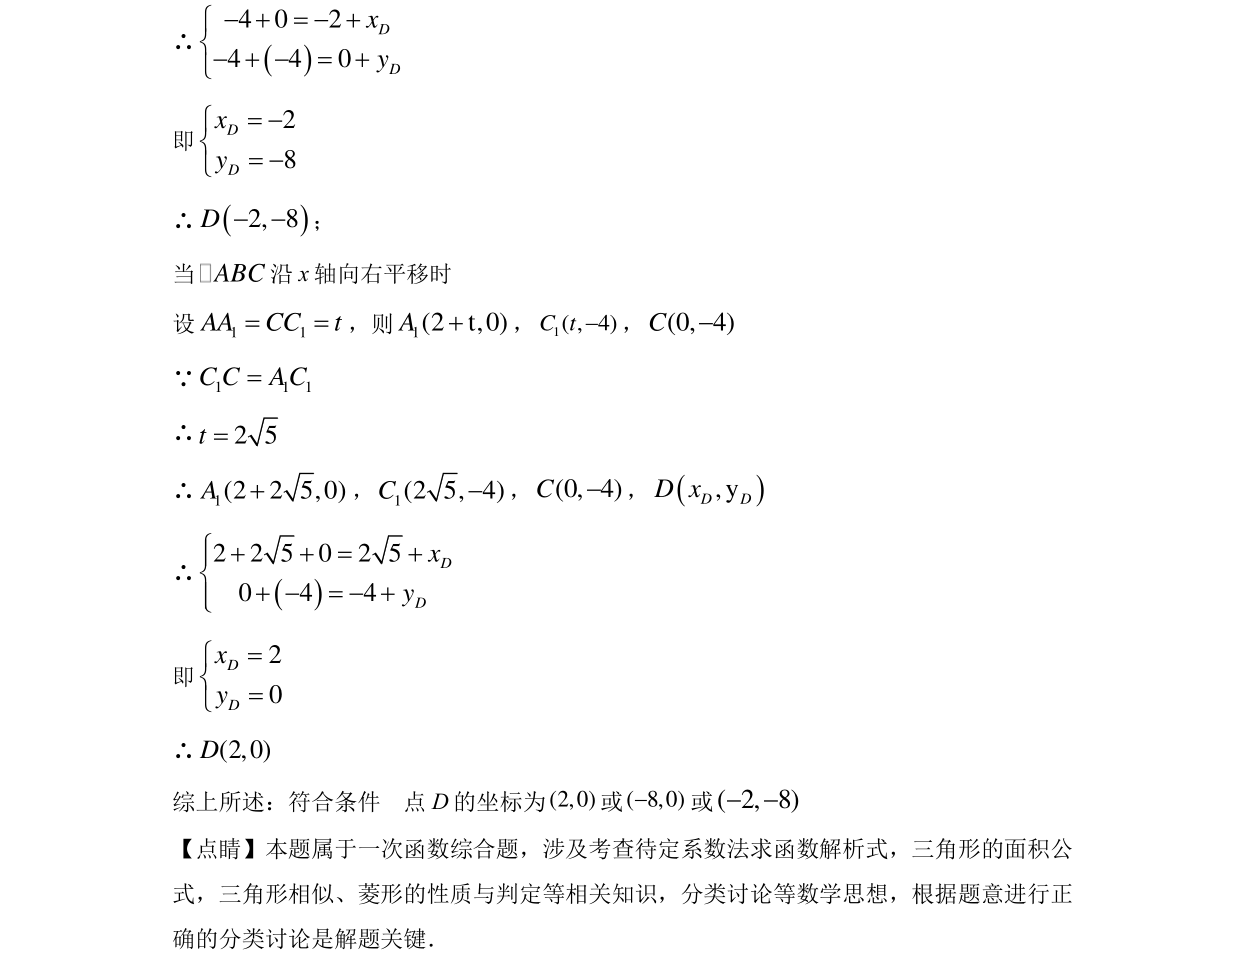 ∴ { −4+0=−2+x_D
−4+(−4)=0+y_D
即 { x_D=−2
y_D=−8
∴ D(−2,−8)；
当□ABC沿 x 轴向右平移时
设 AA₁=CC₁=t，则 A₁(2+t,0)，C₁(t,−4)，C(0,−4)
∵ C₁C=A₁C₁
∴ t=2√5
∴ A₁(2+2√5,0)，C₁(2√5,−4)，C(0,−4)，D(x_D,y_D)
∴ { 2+2√5+0=2√5+x_D
0+(−4)=−4+y_D
即 { x_D=2
y_D=0
∴ D(2,0)
综上所述：符合条件 点 D 的坐标为(2,0)或(−8,0)或(−2,−8)
【点睛】本题属于一次函数综合题，涉及考查待定系数法求函数解析式，三角形的面积公
式，三角形相似、菱形的性质与判定等相关知识，分类讨论等数学思想，根据题意进行正
确的分类讨论是解题关键．